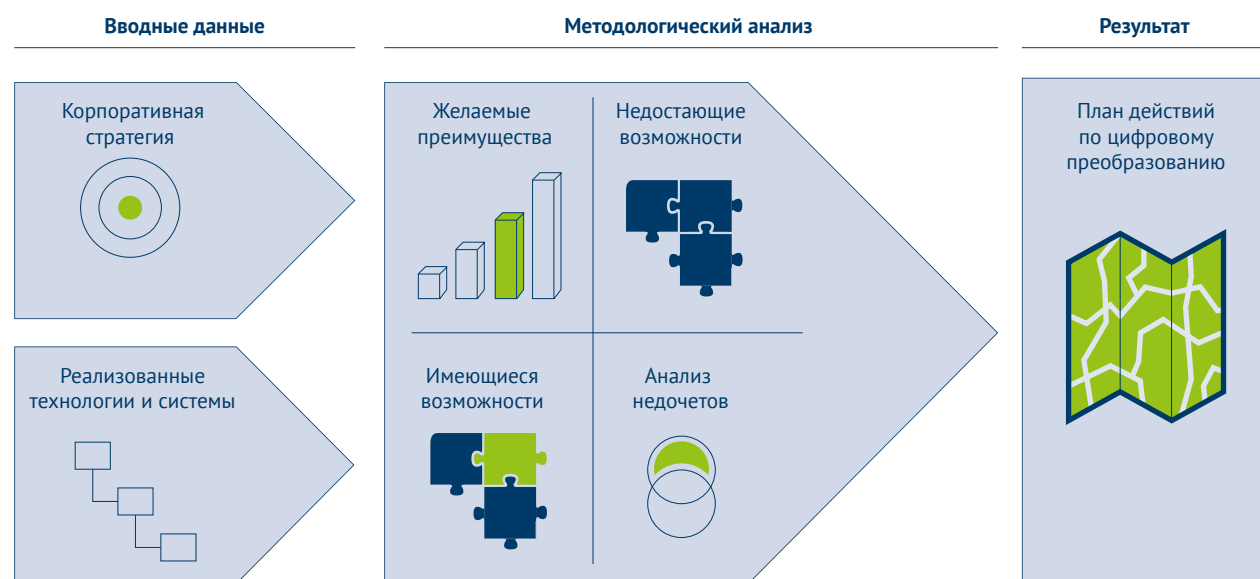 Вводные данные
Методологический анализ
Результат
Корпоративная
стратегия
Желаемые
преимущества
Недостающие
возможности
План действий
по цифровому
преобразованию
Реализованные
технологии и системы
Имеющиеся
возможности
Анализ
недочетов